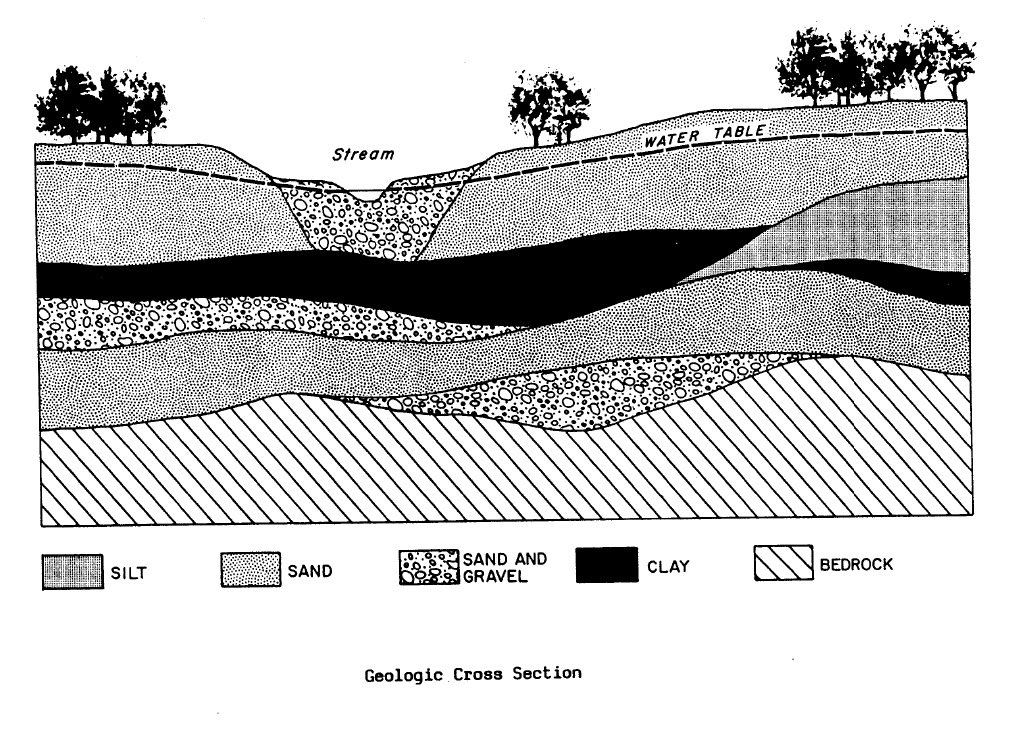 Stream
WATER TABLE
SILT
SAND
SAND AND
GRAVEL
CLAY
BEDROCK
Geologic Cross Section